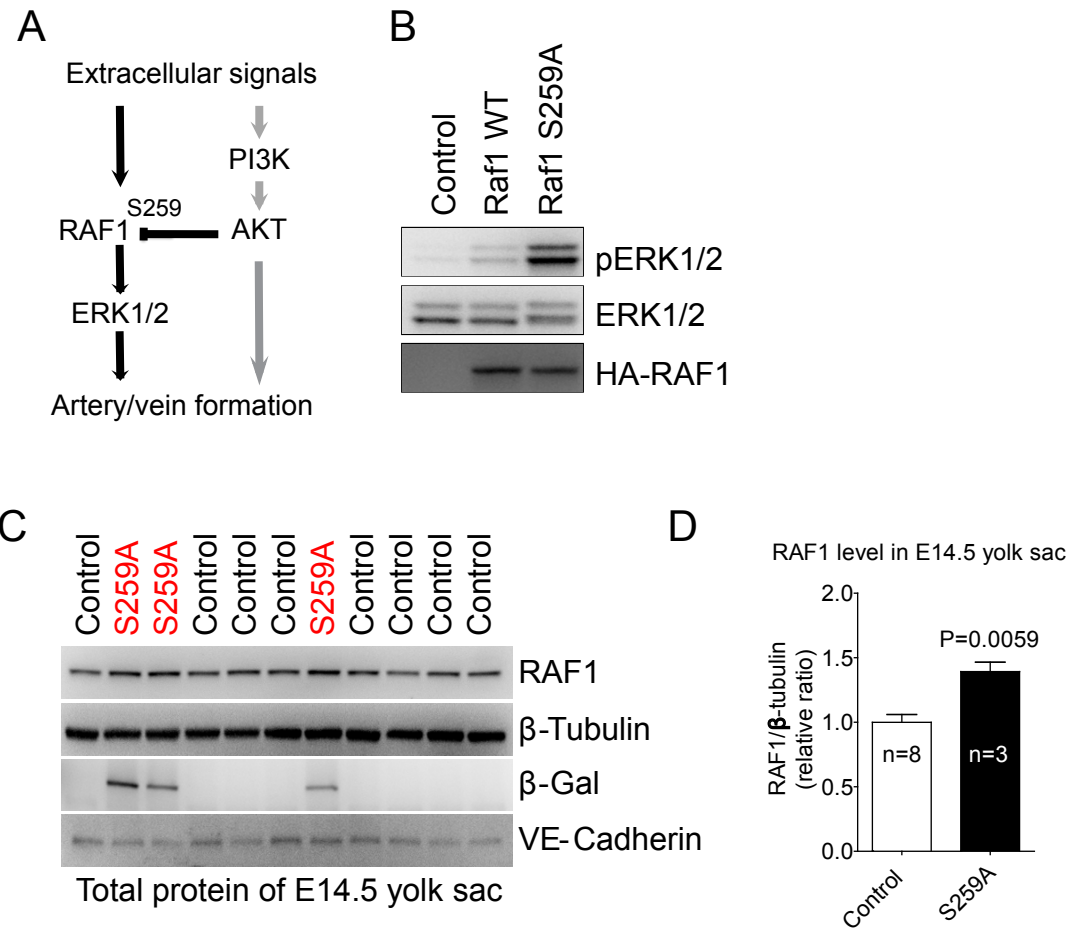 A
Extracellular signals
PI3K
S259
RAF1
AKT
ERK1/2
Artery/vein formation
B
Control
Raf1 WT
Raf1 S259A
pERK1/2
ERK1/2
HA-RAF1
C
Control
S259A
S259A
Control
Control
Control
S259A
Control
Control
Control
Control
RAF1
β-Tubulin
β-Gal
VE-Cadherin
Total protein of E14.5 yolk sac
D
RAF1 level in E14.5 yolk sac
RAF1/β-tubulin
(relative ratio)
2.0
1.5
1.0
0.5
0.0
P=0.0059
n=8
n=3
Control
S259A